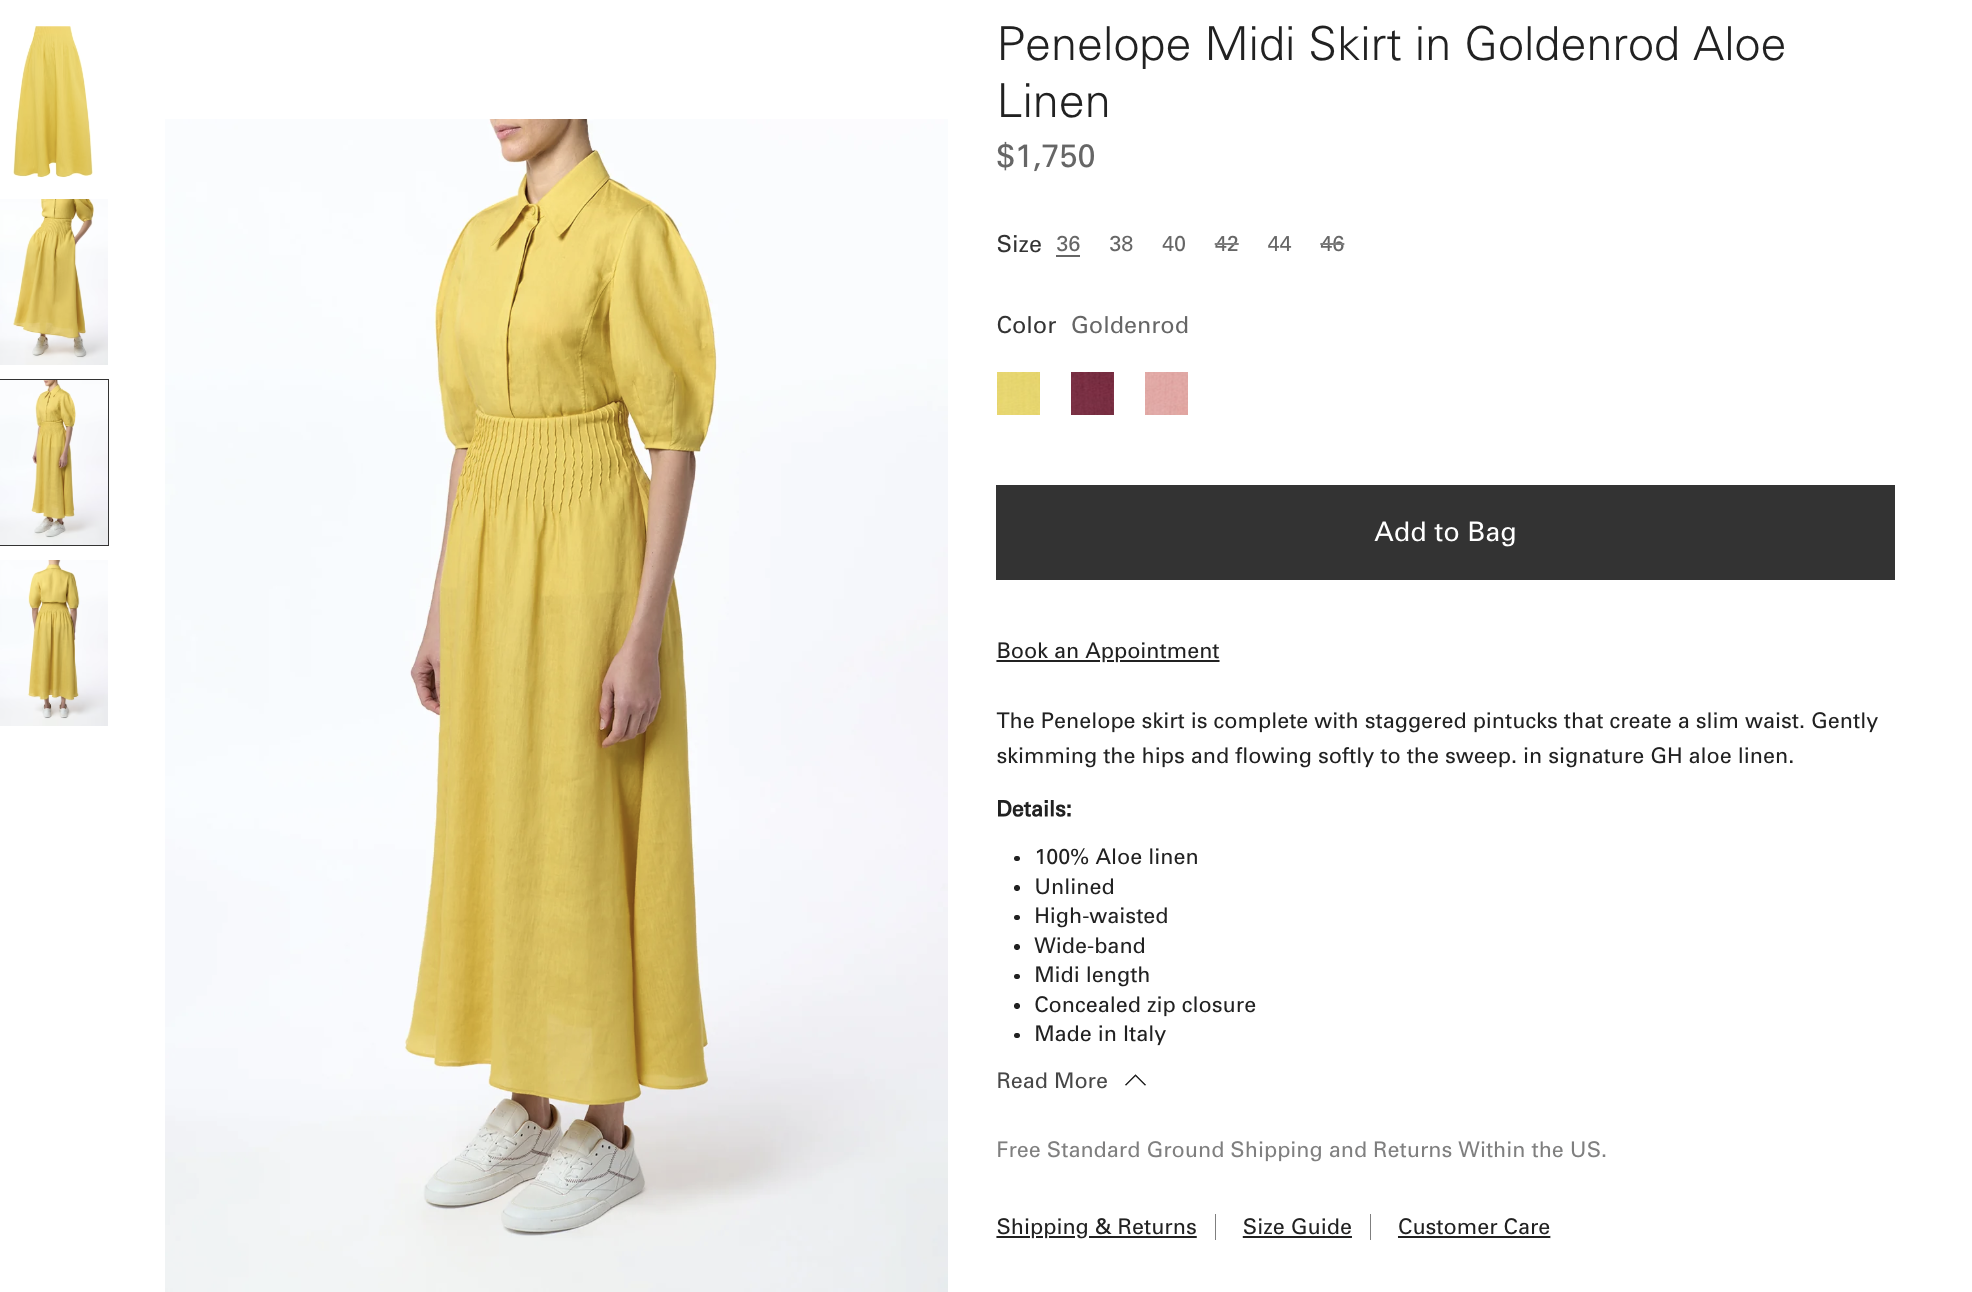 Penelope Midi Skirt in Goldenrod Aloe
Linen
$1,750
Size 36 38 40 42 44 46
Color Goldenrod
Add to Bag
Book an Appointment
The Penelope skirt is complete with staggered pintucks that create a slim waist. Gently
skimming the hips and flowing softly to the sweep. in signature GH aloe linen.
Details:
• 100% Aloe linen
• Unlined
• High-waisted
• Wide-band
• Midi length
• Concealed zip closure
• Made in Italy
Read More
Free Standard Ground Shipping and Returns Within the US.
Shipping & Returns | Size Guide | Customer Care